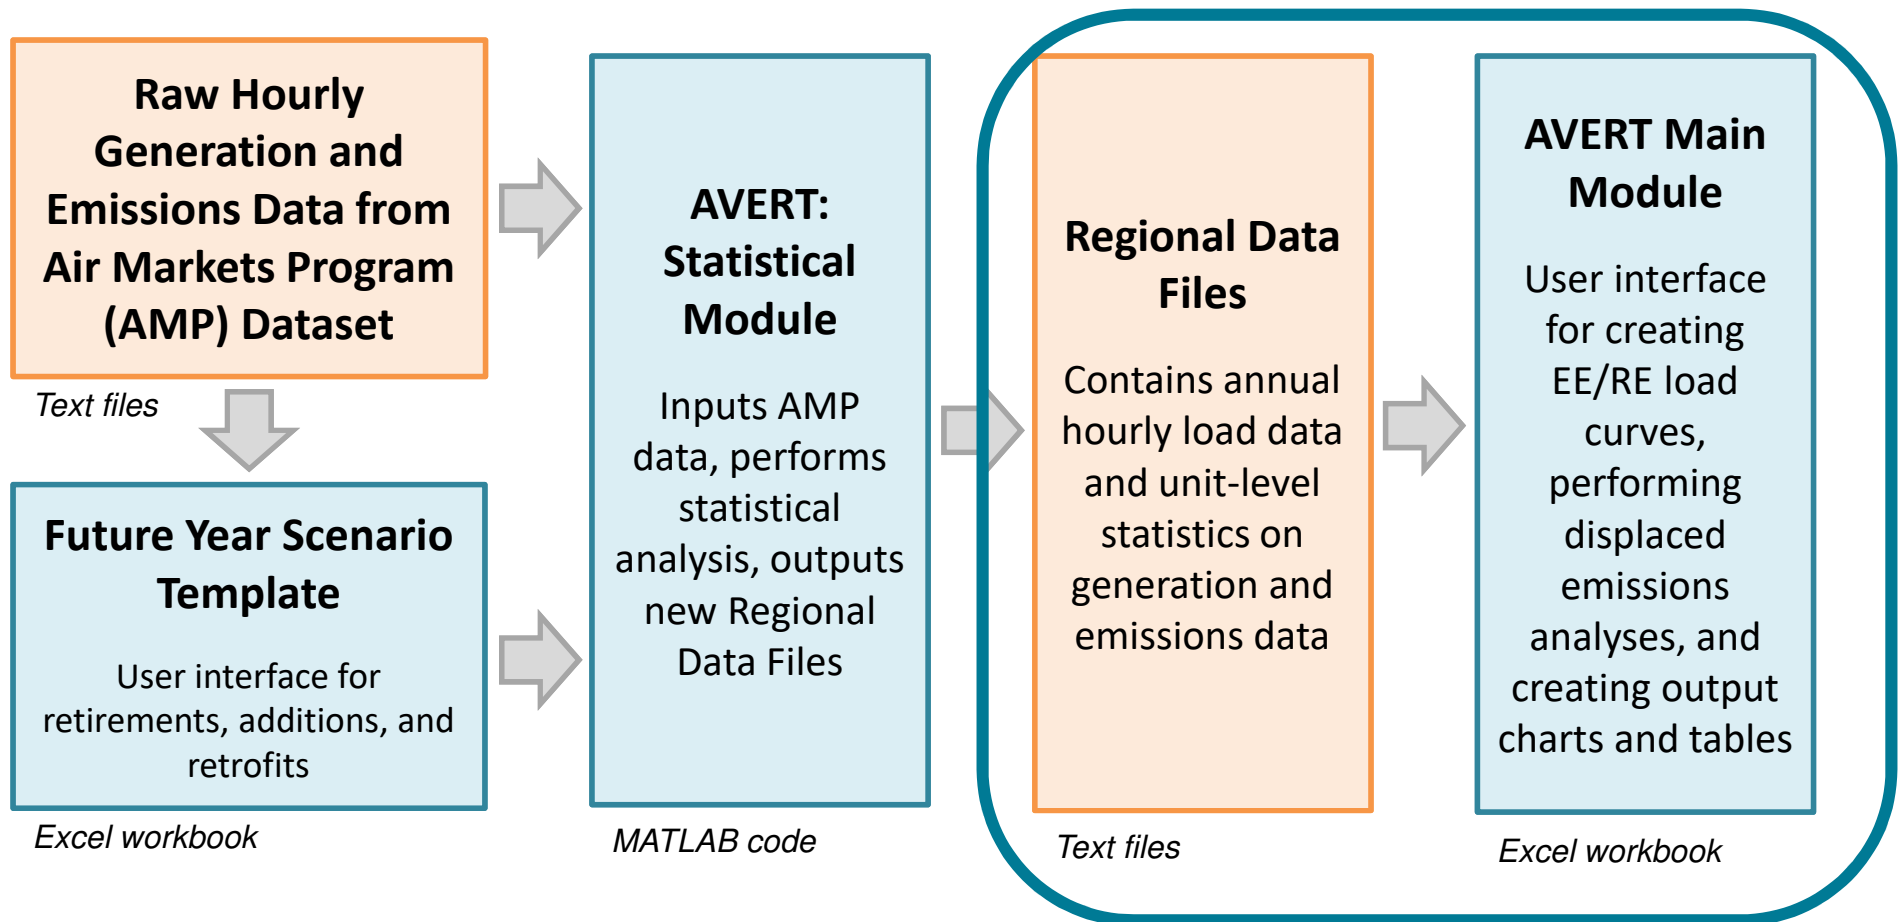 Raw Hourly
Generation and
Emissions Data from
Air Markets Program
(AMP) Dataset
Text files
Future Year Scenario
Template
User interface for
retirements, additions, and
retrofits
Excel workbook
AVERT:
Statistical
Module
Inputs AMP
data, performs
statistical
analysis, outputs
new Regional
Data Files
MATLAB code
Regional Data
Files
Contains annual
hourly load data
and unit-level
statistics on
generation and
emissions data
Text files
AVERT Main
Module
User interface
for creating
EE/RE load
curves,
performing
displaced
emissions
analyses, and
creating output
charts and tables
Excel workbook